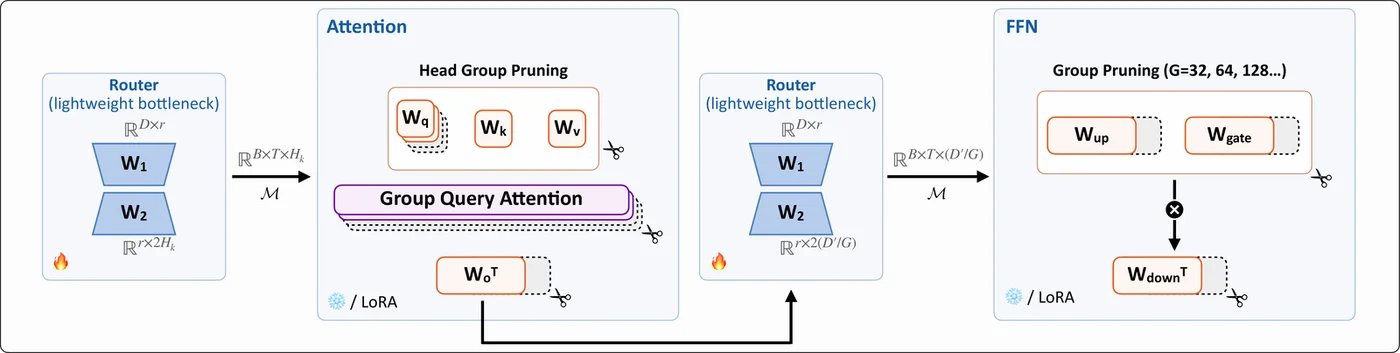 Router
(lightweight bottleneck)
ℝ^{D×r}
W₁
W₂
ℝ^{r×2H_k}
ℝ^{B×T×H_k}
ℳ
Attention
Head Group Pruning
W_q
W_k
W_v
Group Query Attention
W_o^T
/ LoRA
Router
(lightweight bottleneck)
ℝ^{D×r}
W₁
W₂
ℝ^{r×2(D′/G)}
ℝ^{B×T×(D′/G)}
ℳ
FFN
Group Pruning (G=32, 64, 128...)
W_up
W_gate
W_down^T
/ LoRA